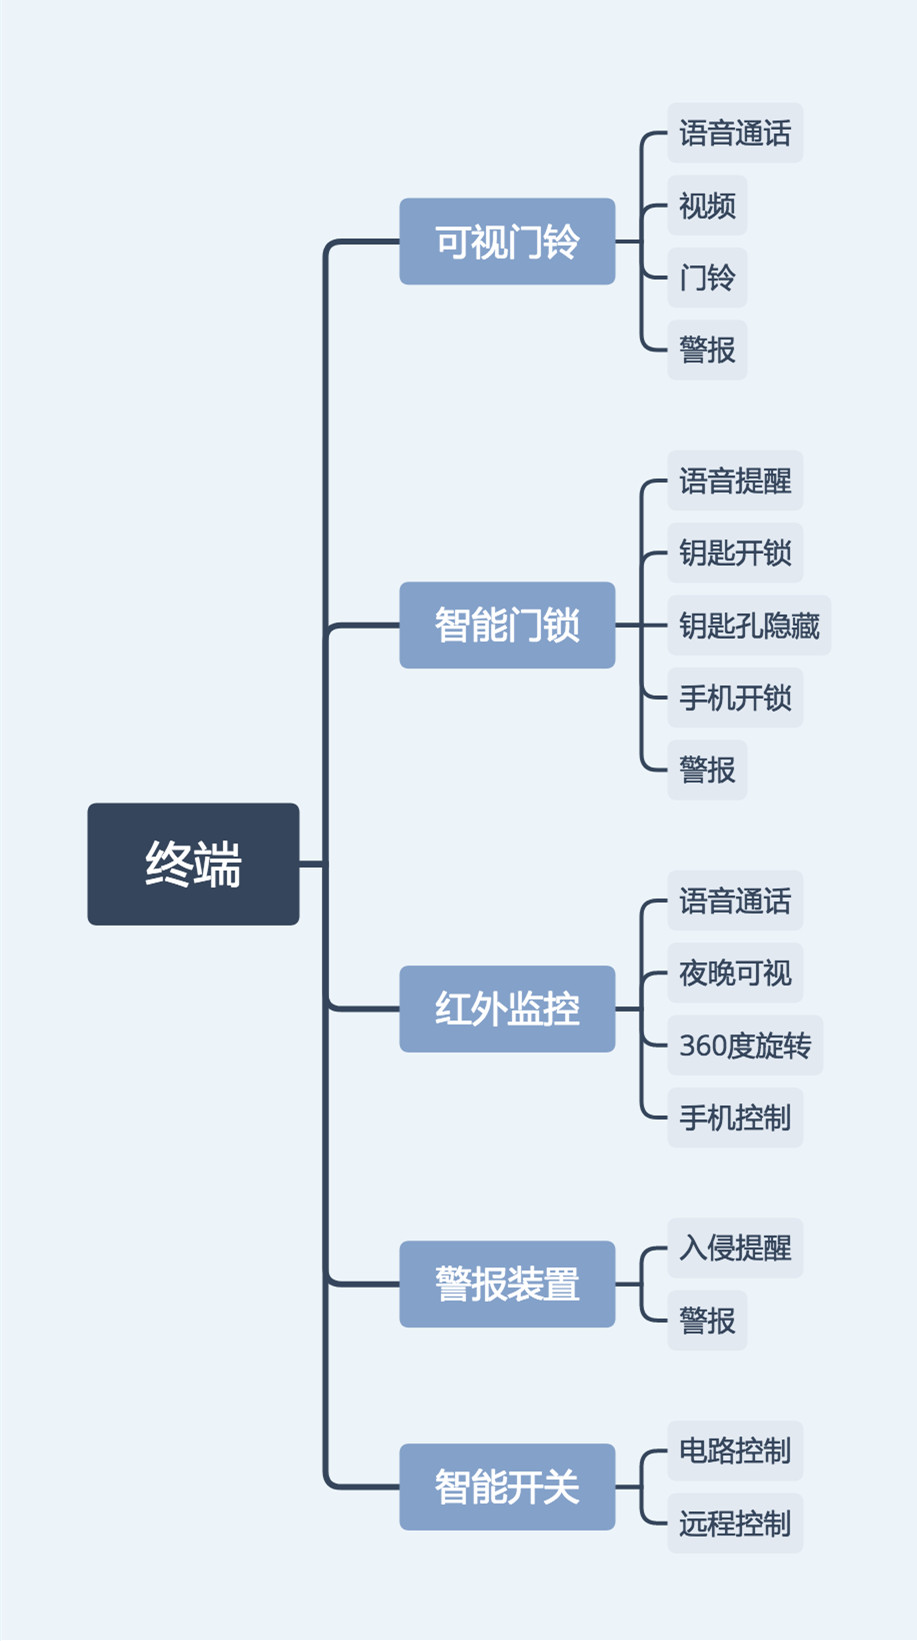 终端
可视门铃
语音通话
视频
门铃
警报
智能门锁
语音提醒
钥匙开锁
钥匙孔隐藏
手机开锁
警报
红外监控
语音通话
夜晚可视
360度旋转
手机控制
警报装置
入侵提醒
警报
智能开关
电路控制
远程控制